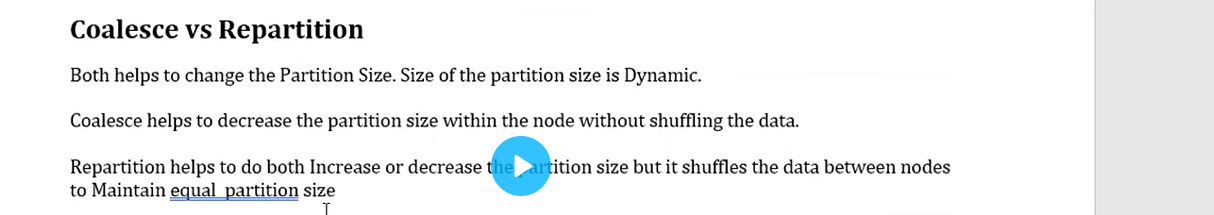 Coalesce vs Repartition
Both helps to change the Partition Size. Size of the partition size is Dynamic.
Coalesce helps to decrease the partition size within the node without shuffling the data.
Repartition helps to do both Increase or decrease the partition size but it shuffles the data between nodes
to Maintain equal partition size